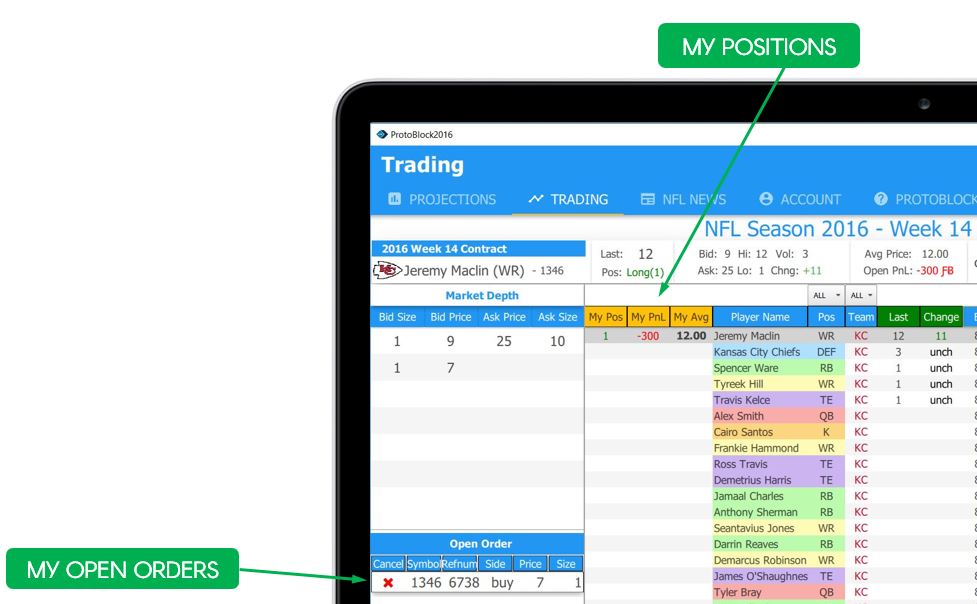 MY POSITIONS
ProtoBlock2016
Trading
PROJECTIONS TRADING NFL NEWS ACCOUNT PROTOBLOCK
NFL Season 2016 - Week 14
2016 Week 14 Contract
Jeremy Maclin (WR) - 1346
Last: 12 Bid: 9 Hi: 12 Vol: 3 Avg Price: 12.00
Pos: Long(1) Ask: 25 Lo: 1 Chng: +11 Open PnL: -300 ƑB
Market Depth
ALL ALL
Bid Size Bid Price Ask Price Ask Size
1 9 25 10
1 7
My Pos My PnL My Avg Player Name Pos Team Last Change
1 -300 12.00 Jeremy Maclin WR KC 12 11
Kansas City Chiefs DEF KC 3 unch
Spencer Ware RB KC 1 unch
Tyreek Hill WR KC 1 unch
Travis Kelce TE KC 1 unch
Alex Smith QB KC
Cairo Santos K KC
Frankie Hammond WR KC
Ross Travis TE KC
Demetrius Harris TE KC
Jamaal Charles RB KC
Anthony Sherman RB KC
Seantavius Jones WR KC
Darrin Reaves RB KC
Demarcus Robinson WR KC
James O'Shaughnes TE KC
Tyler Bray QB KC
Open Order
Cancel Symbol Refnum Side Price Size
1346 6738 buy 7 1
MY OPEN ORDERS